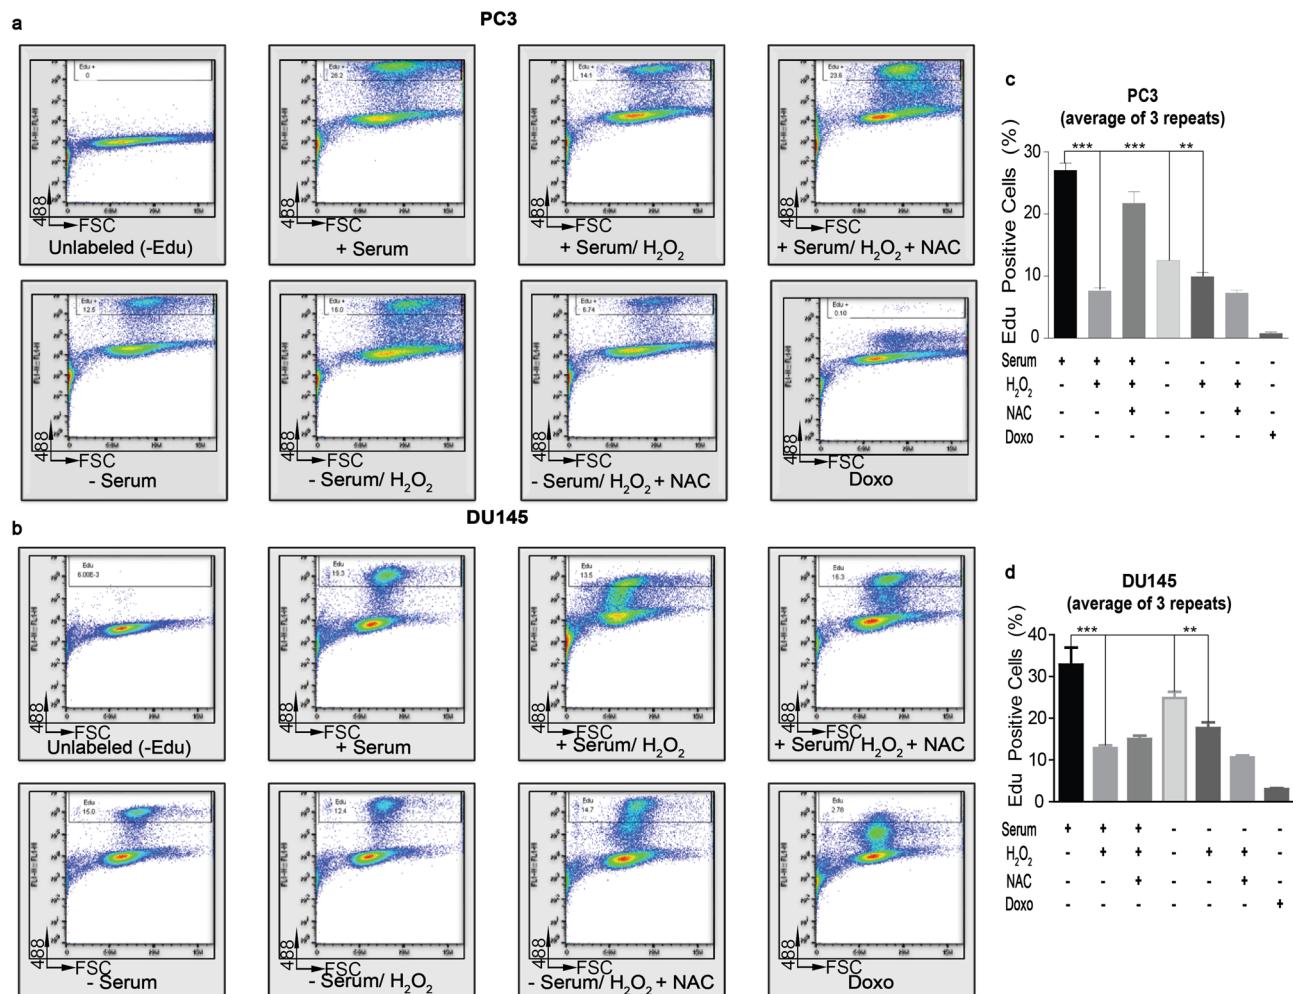 a
PC3
Edu +
0
Edu +
26.2
Edu +
14.1
Edu +
23.6
488
FSC
Unlabeled (-Edu)
488
FSC
+ Serum
488
FSC
+ Serum/ H₂O₂
488
FSC
+ Serum/ H₂O₂ + NAC
Edu +
12.5
Edu +
16.0
Edu +
6.74
Edu +
0.10
488
FSC
- Serum
488
FSC
- Serum/ H₂O₂
488
FSC
- Serum/ H₂O₂ + NAC
488
FSC
Doxo
b
DU145
Edu
6.00E-3
Edu
19.3
Edu
13.5
Edu
16.3
488
FSC
Unlabeled (-Edu)
488
FSC
+ Serum
488
FSC
+ Serum/ H₂O₂
488
FSC
+ Serum/ H₂O₂ + NAC
Edu
15.0
Edu
12.4
Edu
14.7
Edu
2.78
488
FSC
- Serum
488
FSC
- Serum/ H₂O₂
488
FSC
- Serum/ H₂O₂ + NAC
488
FSC
Doxo
c
PC3
(average of 3 repeats)
Edu Positive Cells (%)
*** *** **
30
20
10
0
Serum + + + - - - -
H₂O₂ - + + - + + -
NAC - - + - - + -
Doxo - - - - - - +
d
DU145
(average of 3 repeats)
Edu Positive Cells (%)
*** **
40
30
20
10
0
Serum + + + - - - -
H₂O₂ - + + - + + -
NAC - - + - - + -
Doxo - - - - - - +